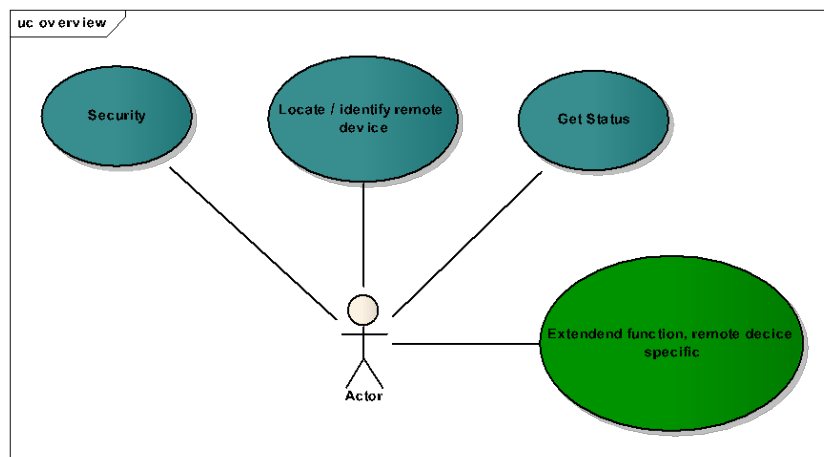 uc overview
Security
Locate / identify remote
device
Get Status
Extendend function, remote decice
specific
Actor